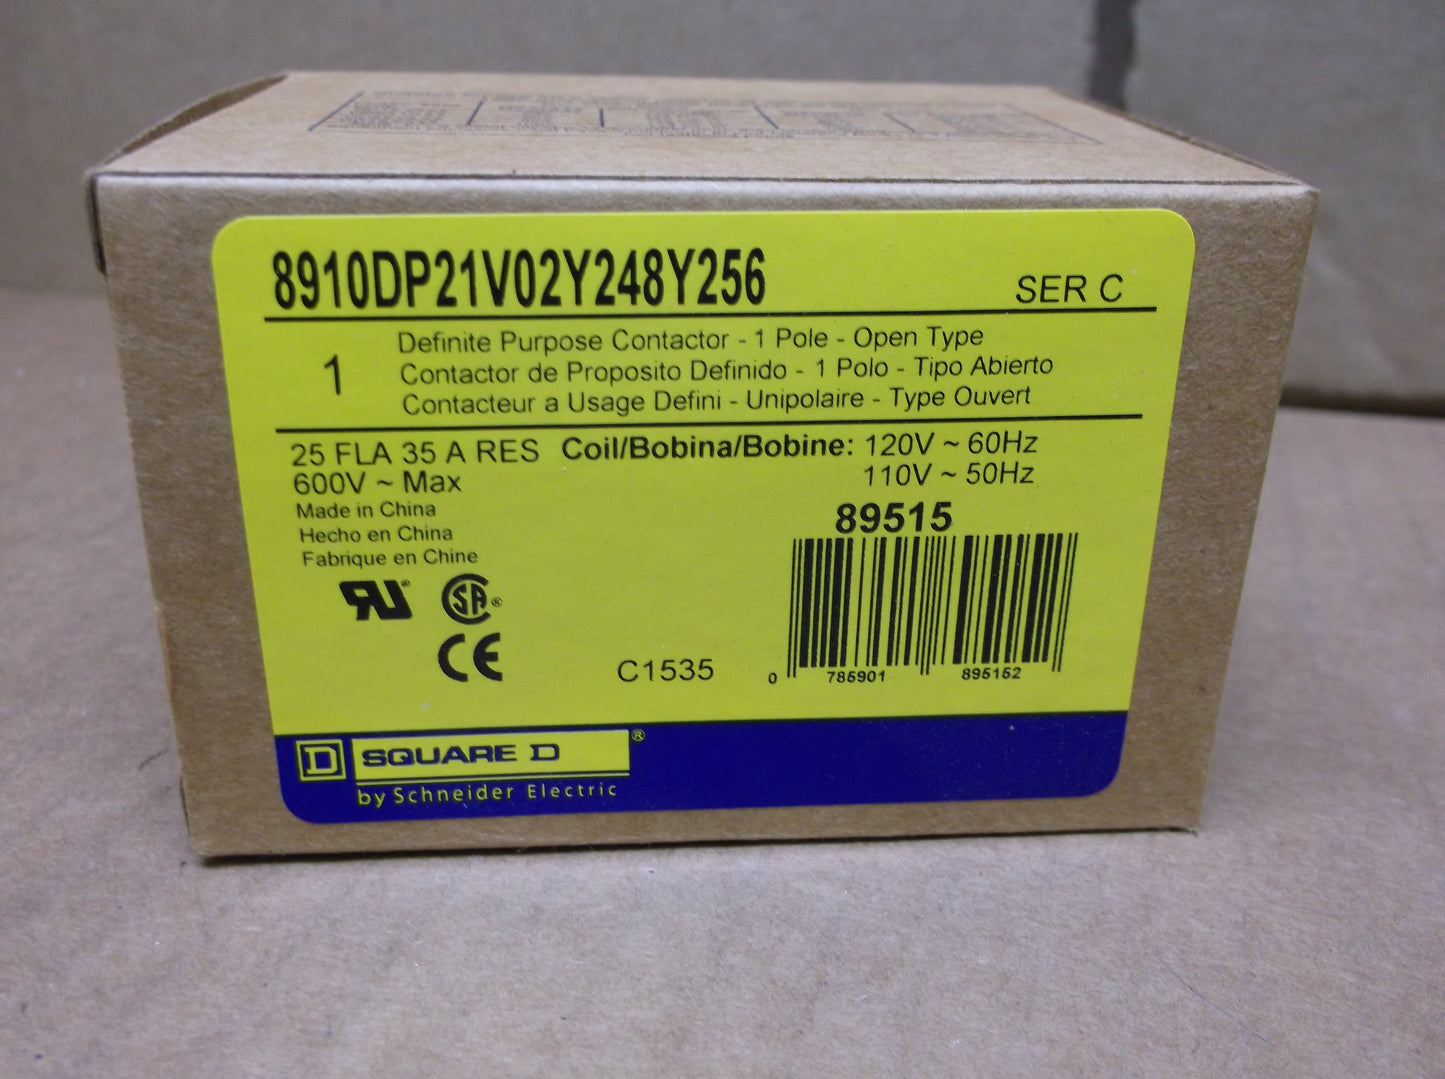 8910DP21V02Y248Y256 SER C
1
Definite Purpose Contactor - 1 Pole - Open Type
Contactor de Proposito Definido - 1 Polo - Tipo Abierto
Contacteur a Usage Defini - Unipolaire - Type Ouvert
25 FLA 35 A RES Coil/Bobina/Bobine: 120V ~ 60Hz
600V ~ Max 110V ~ 50Hz
Made in China
Hecho en China
Fabrique en Chine
89515
RU® SA®
CE
C1535
0 785901 895152
D SQUARE D ®
by Schneider Electric